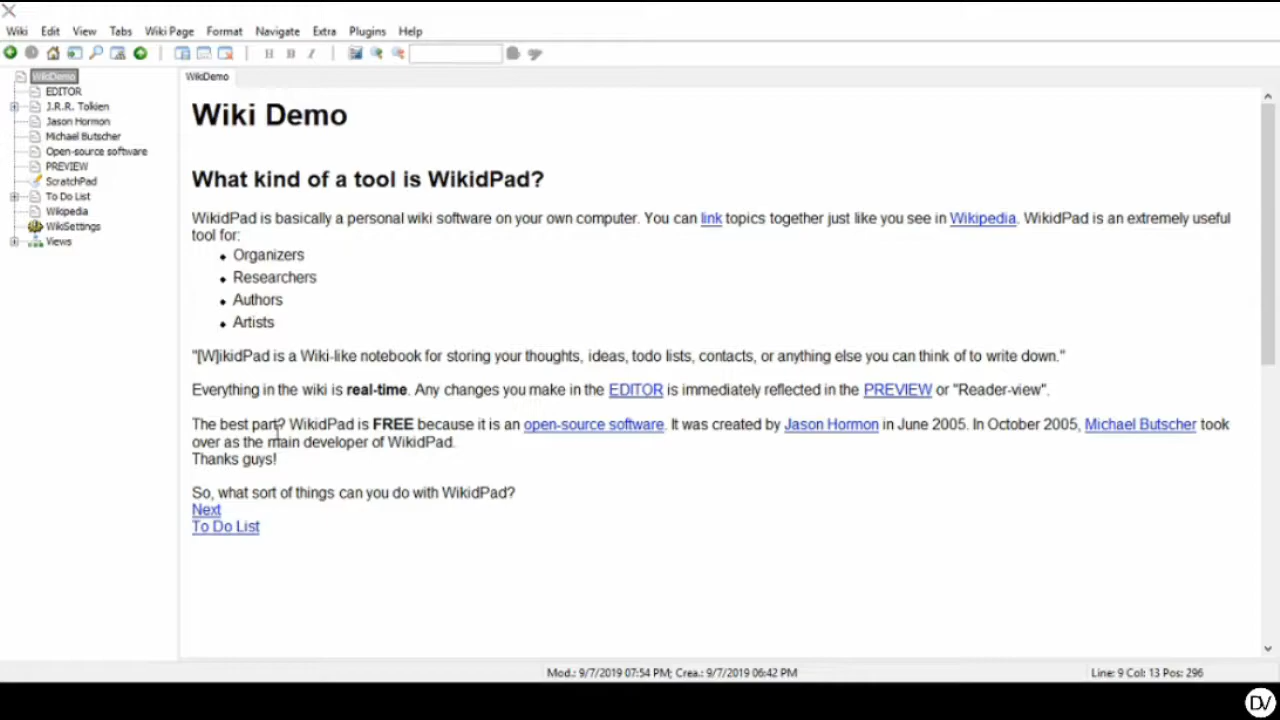 Wiki Edit View Tabs Wiki Page Format Navigate Extra Plugins Help
H B I
WikiDemo
EDITOR
J.R.R. Tolkien
Jason Hormon
Michael Butscher
Open-source software
PREVIEW
ScratchPad
To Do List
Wikipedia
WikiSettings
Views
WikiDemo
Wiki Demo
What kind of a tool is WikidPad?
WikidPad is basically a personal wiki software on your own computer. You can link topics together just like you see in Wikipedia. WikidPad is an extremely useful
tool for:
Organizers
Researchers
Authors
Artists
"[W]ikidPad is a Wiki-like notebook for storing your thoughts, ideas, todo lists, contacts, or anything else you can think of to write down."
Everything in the wiki is real-time. Any changes you make in the EDITOR is immediately reflected in the PREVIEW or "Reader-view".
The best part? WikidPad is FREE because it is an open-source software. It was created by Jason Hormon in June 2005. In October 2005, Michael Butscher took
over as the main developer of WikidPad.
Thanks guys!
So, what sort of things can you do with WikidPad?
Next
To Do List
Mod.: 9/7/2019 07:54 PM; Crea.: 9/7/2019 06:42 PM
Line: 9 Col: 13 Pos: 296
DV